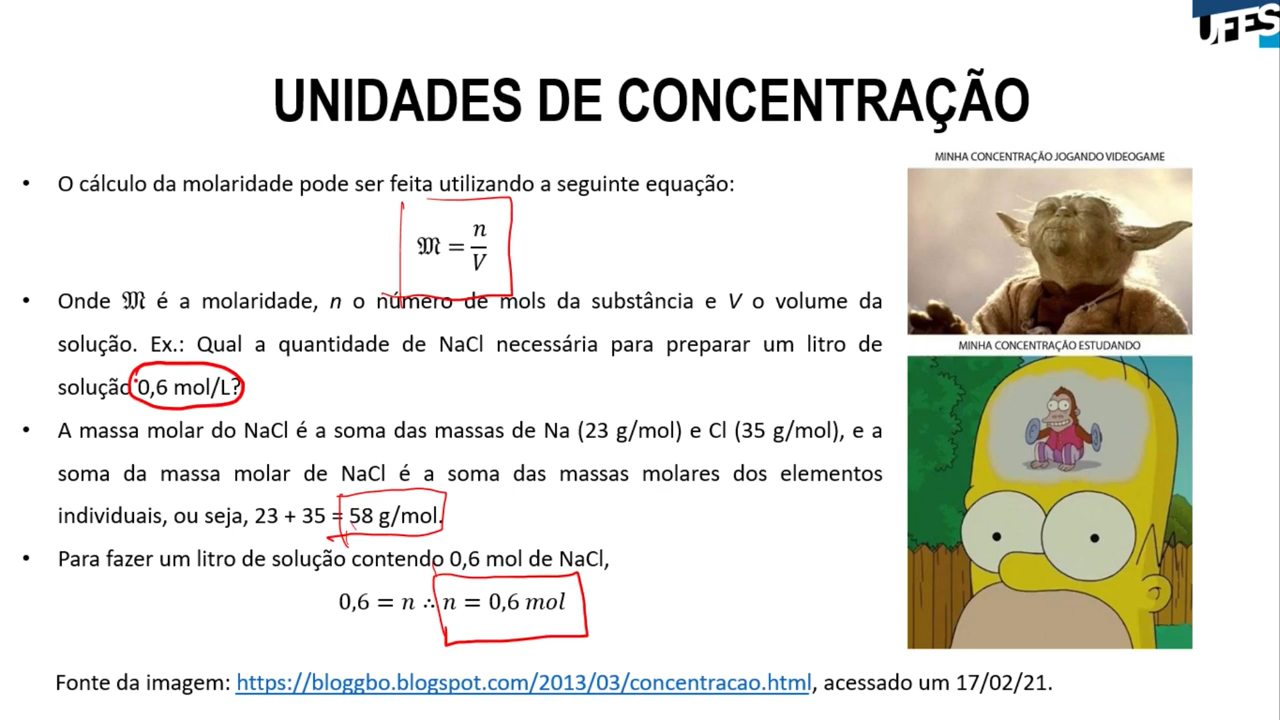 UFES
UNIDADES DE CONCENTRAÇÃO
• O cálculo da molaridade pode ser feita utilizando a seguinte equação:
𝔐 = n/V
• Onde 𝔐 é a molaridade, n o número de mols da substância e V o volume da
solução. Ex.: Qual a quantidade de NaCl necessária para preparar um litro de
solução 0,6 mol/L?
• A massa molar do NaCl é a soma das massas de Na (23 g/mol) e Cl (35 g/mol), e a
soma da massa molar de NaCl é a soma das massas molares dos elementos
individuais, ou seja, 23 + 35 = 58 g/mol.
• Para fazer um litro de solução contendo 0,6 mol de NaCl,
0,6 = n ∴ n = 0,6 mol
MINHA CONCENTRAÇÃO JOGANDO VIDEOGAME
MINHA CONCENTRAÇÃO ESTUDANDO
Fonte da imagem: https://bloggbo.blogspot.com/2013/03/concentracao.html, acessado um 17/02/21.